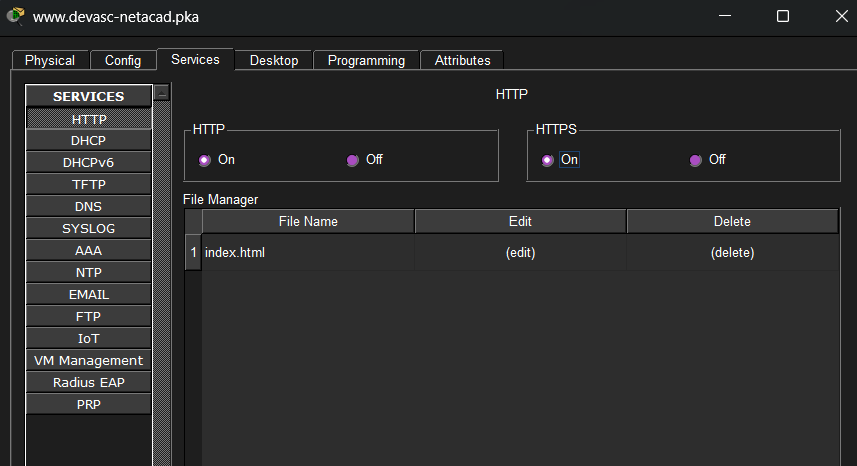 www.devasc-netacad.pka
Physical Config Services Desktop Programming Attributes
SERVICES
HTTP
DHCP
DHCPv6
TFTP
DNS
SYSLOG
AAA
NTP
EMAIL
FTP
IoT
VM Management
Radius EAP
PRP
HTTP
HTTP
On Off
HTTPS
On Off
File Manager
File Name Edit Delete
1 index.html (edit) (delete)